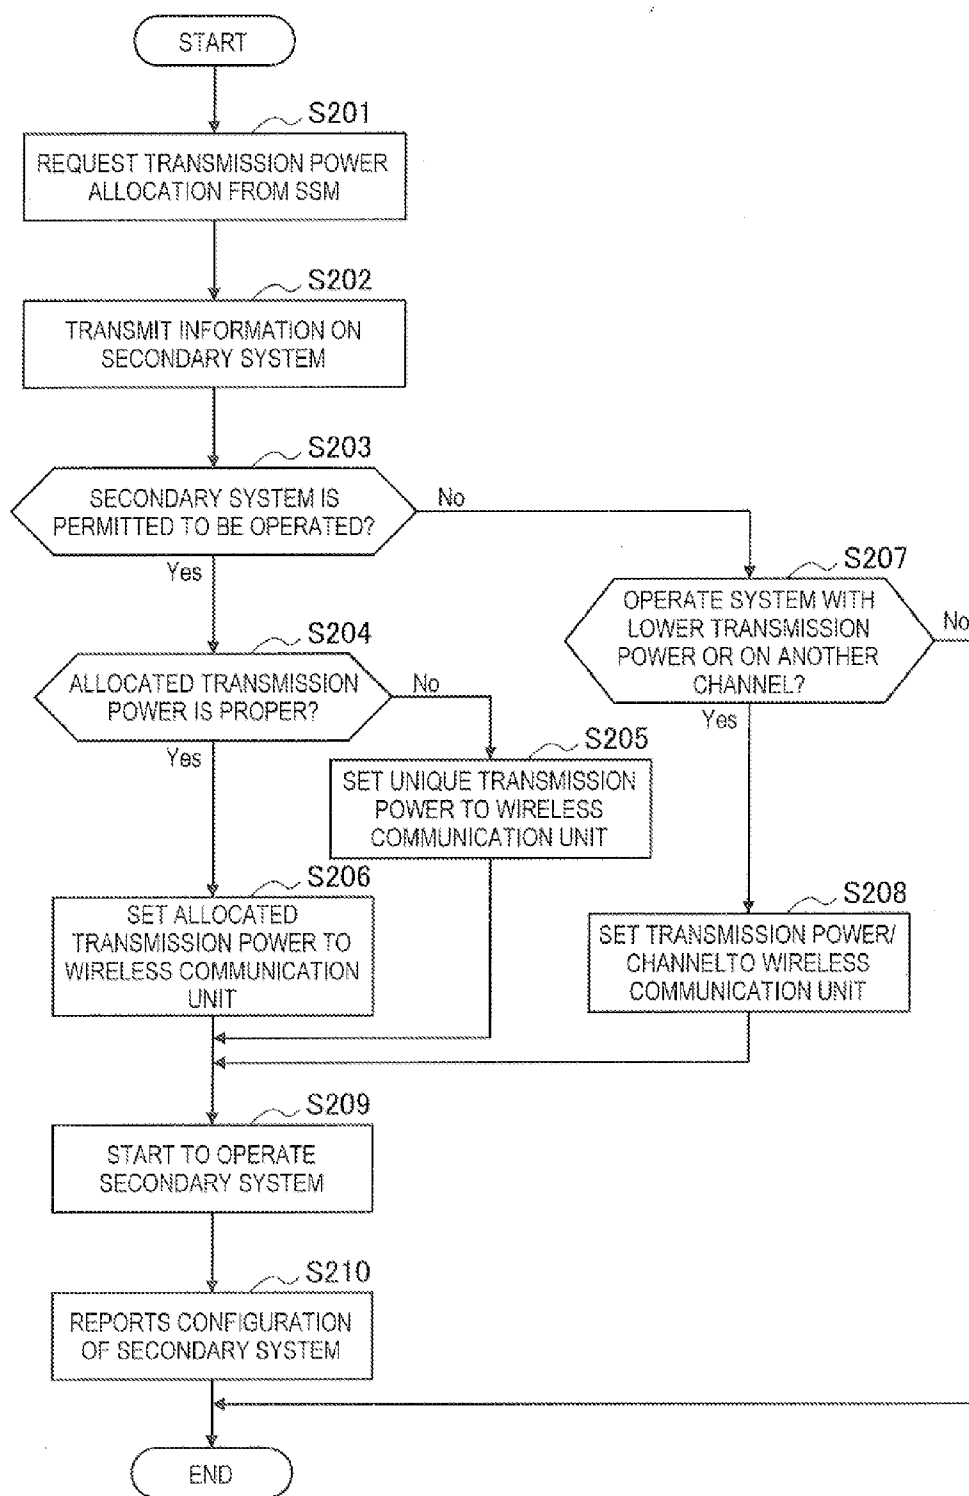 START
S201
REQUEST TRANSMISSION POWER
ALLOCATION FROM SSM
S202
TRANSMIT INFORMATION ON
SECONDARY SYSTEM
S203
SECONDARY SYSTEM IS
PERMITTED TO BE OPERATED?
No
Yes
S207
OPERATE SYSTEM WITH
LOWER TRANSMISSION
POWER OR ON ANOTHER
CHANNEL?
No
Yes
S204
ALLOCATED TRANSMISSION
POWER IS PROPER?
No
Yes
S205
SET UNIQUE TRANSMISSION
POWER TO WIRELESS
COMMUNICATION UNIT
S206
SET ALLOCATED
TRANSMISSION POWER TO
WIRELESS COMMUNICATION
UNIT
S208
SET TRANSMISSION POWER/
CHANNELTO WIRELESS
COMMUNICATION UNIT
S209
START TO OPERATE
SECONDARY SYSTEM
S210
REPORTS CONFIGURATION
OF SECONDARY SYSTEM
END